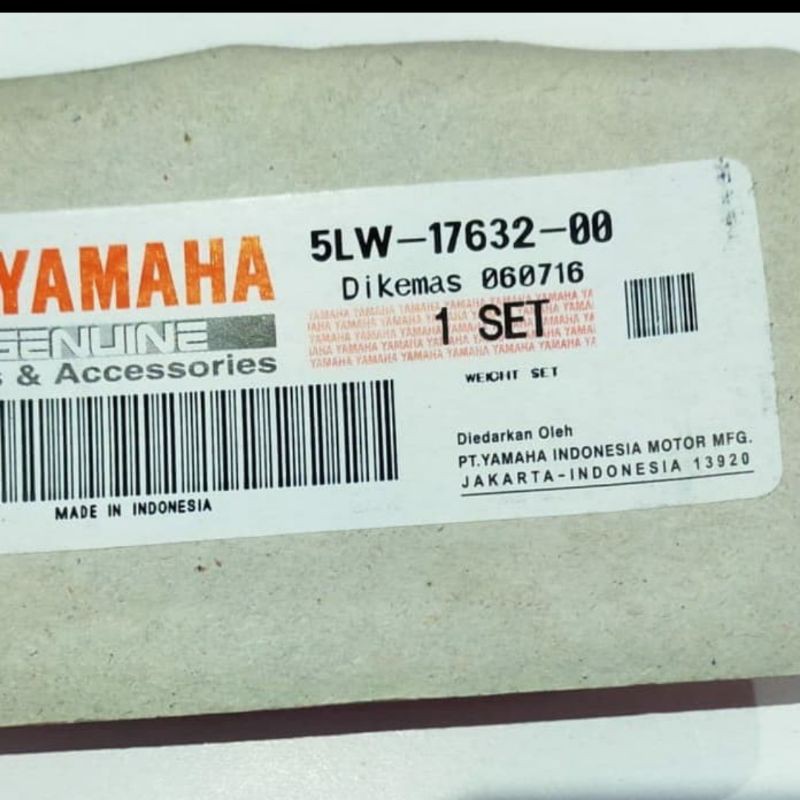 YAMAHA
GENUINE
s & Accessories
MADE IN INDONESIA
5LW-17632-00
Dikemas 060716
1 SET
WEIGHT SET
Diedarkan Oleh
PT.YAMAHA INDONESIA MOTOR MFG.
JAKARTA-INDONESIA 13920